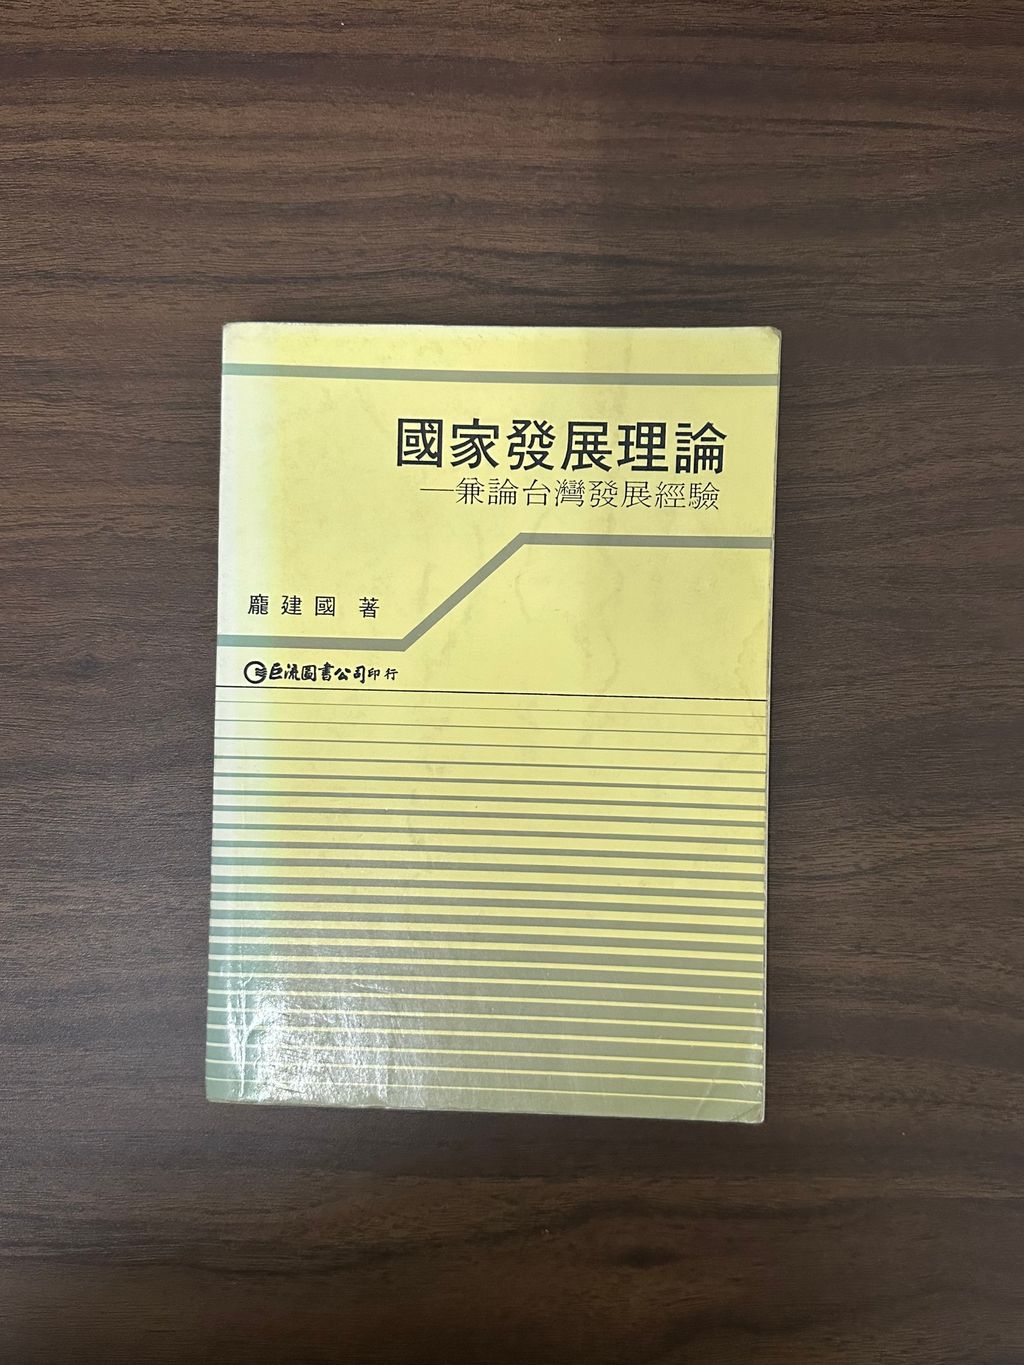 國家發展理論
—兼論台灣發展經驗
龐建國 著
巨流圖書公司印行